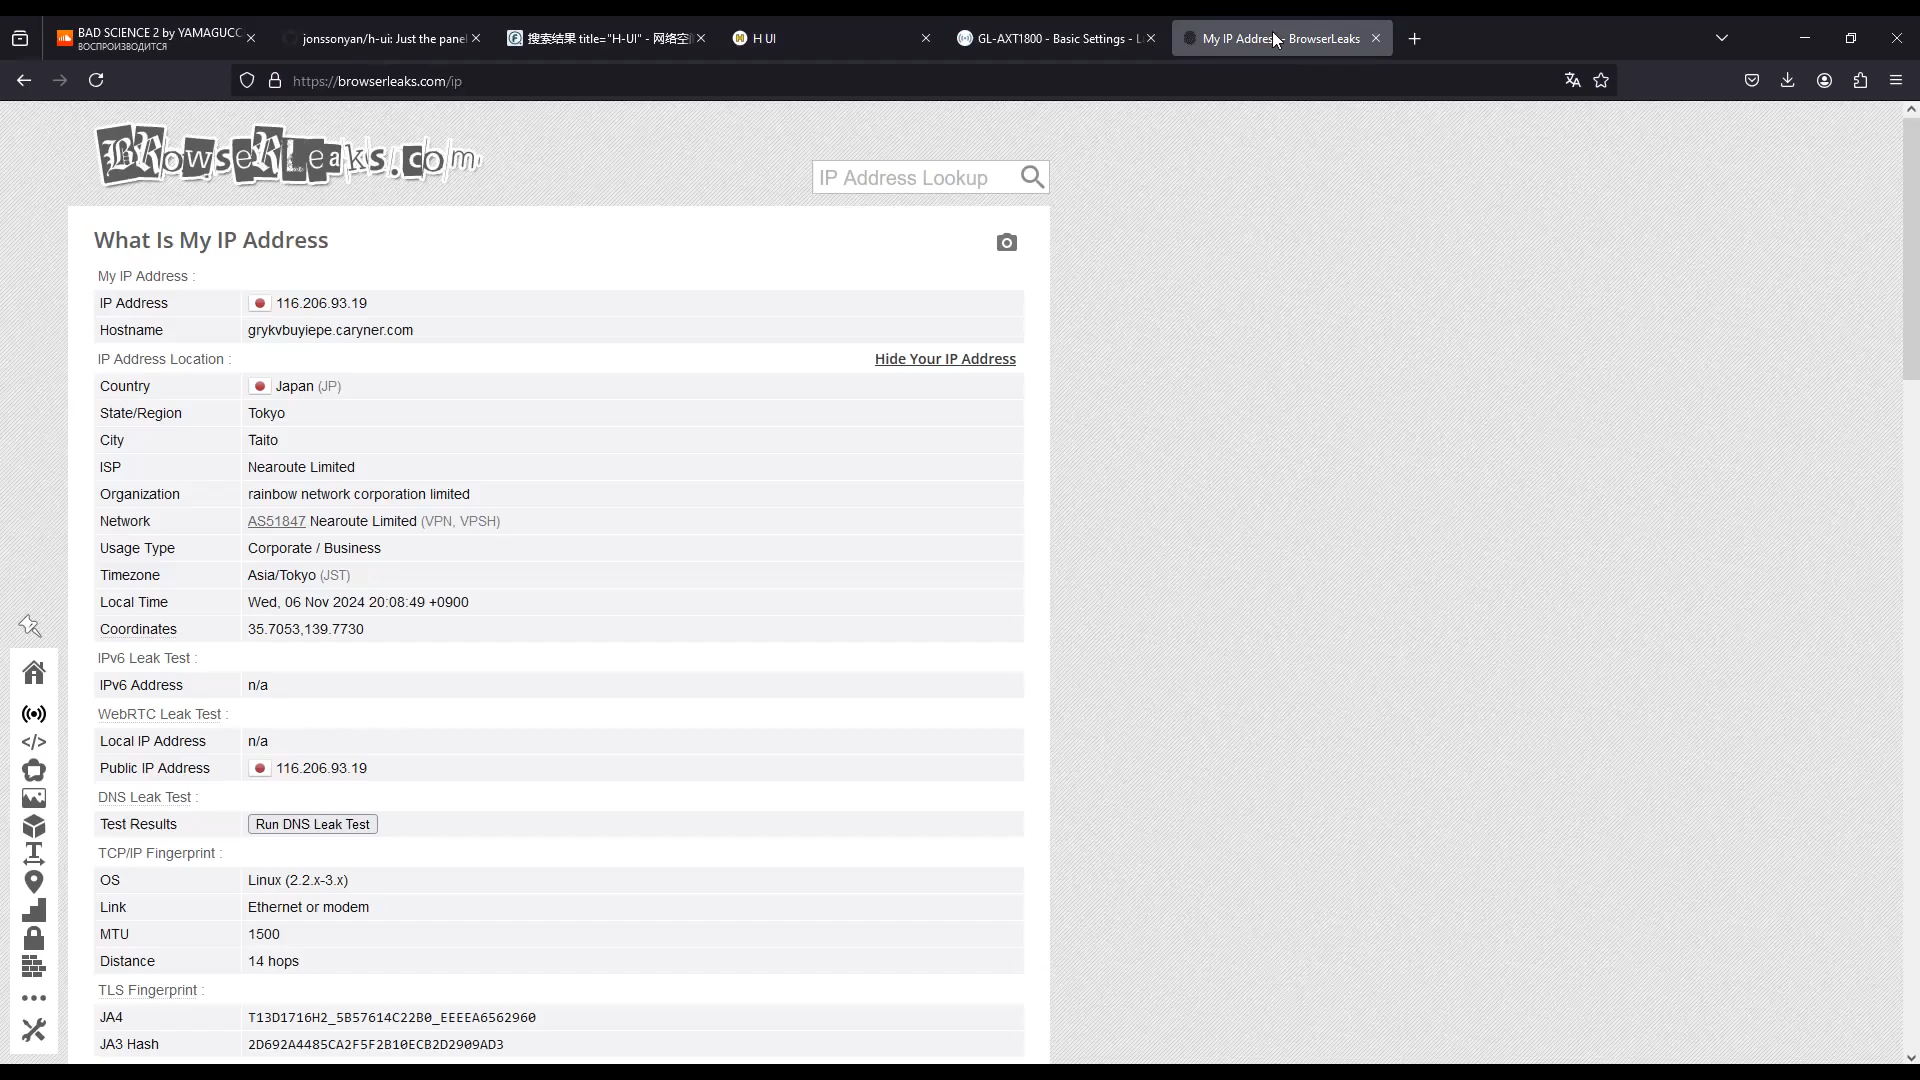 BAD SCIENCE 2 by YAMAGUCC
ВОСПРОИЗВОДИТСЯ
jonssonyan/h-ui: Just the panel
搜索结果 title="H-UI" - 网络空
H UI
GL-AXT1800 - Basic Settings - L
My IP Address - BrowserLeaks
https://browserleaks.com/ip
BrowserLeaks.com
IP Address Lookup
What Is My IP Address
My IP Address :
IP Address 116.206.93.19
Hostname grykvbuyiepe.caryner.com
IP Address Location : Hide Your IP Address
Country Japan (JP)
State/Region Tokyo
City Taito
ISP Nearoute Limited
Organization rainbow network corporation limited
Network AS51847 Nearoute Limited (VPN, VPSH)
Usage Type Corporate / Business
Timezone Asia/Tokyo (JST)
Local Time Wed, 06 Nov 2024 20:08:49 +0900
Coordinates 35.7053,139.7730
IPv6 Leak Test :
IPv6 Address n/a
WebRTC Leak Test :
Local IP Address n/a
Public IP Address 116.206.93.19
DNS Leak Test :
Test Results Run DNS Leak Test
TCP/IP Fingerprint :
OS Linux (2.2.x-3.x)
Link Ethernet or modem
MTU 1500
Distance 14 hops
TLS Fingerprint :
JA4 T13D1716H2_5B57614C22B0_EEEEA6562960
JA3 Hash 2D692A4485CA2F5F2B10ECB2D2909AD3